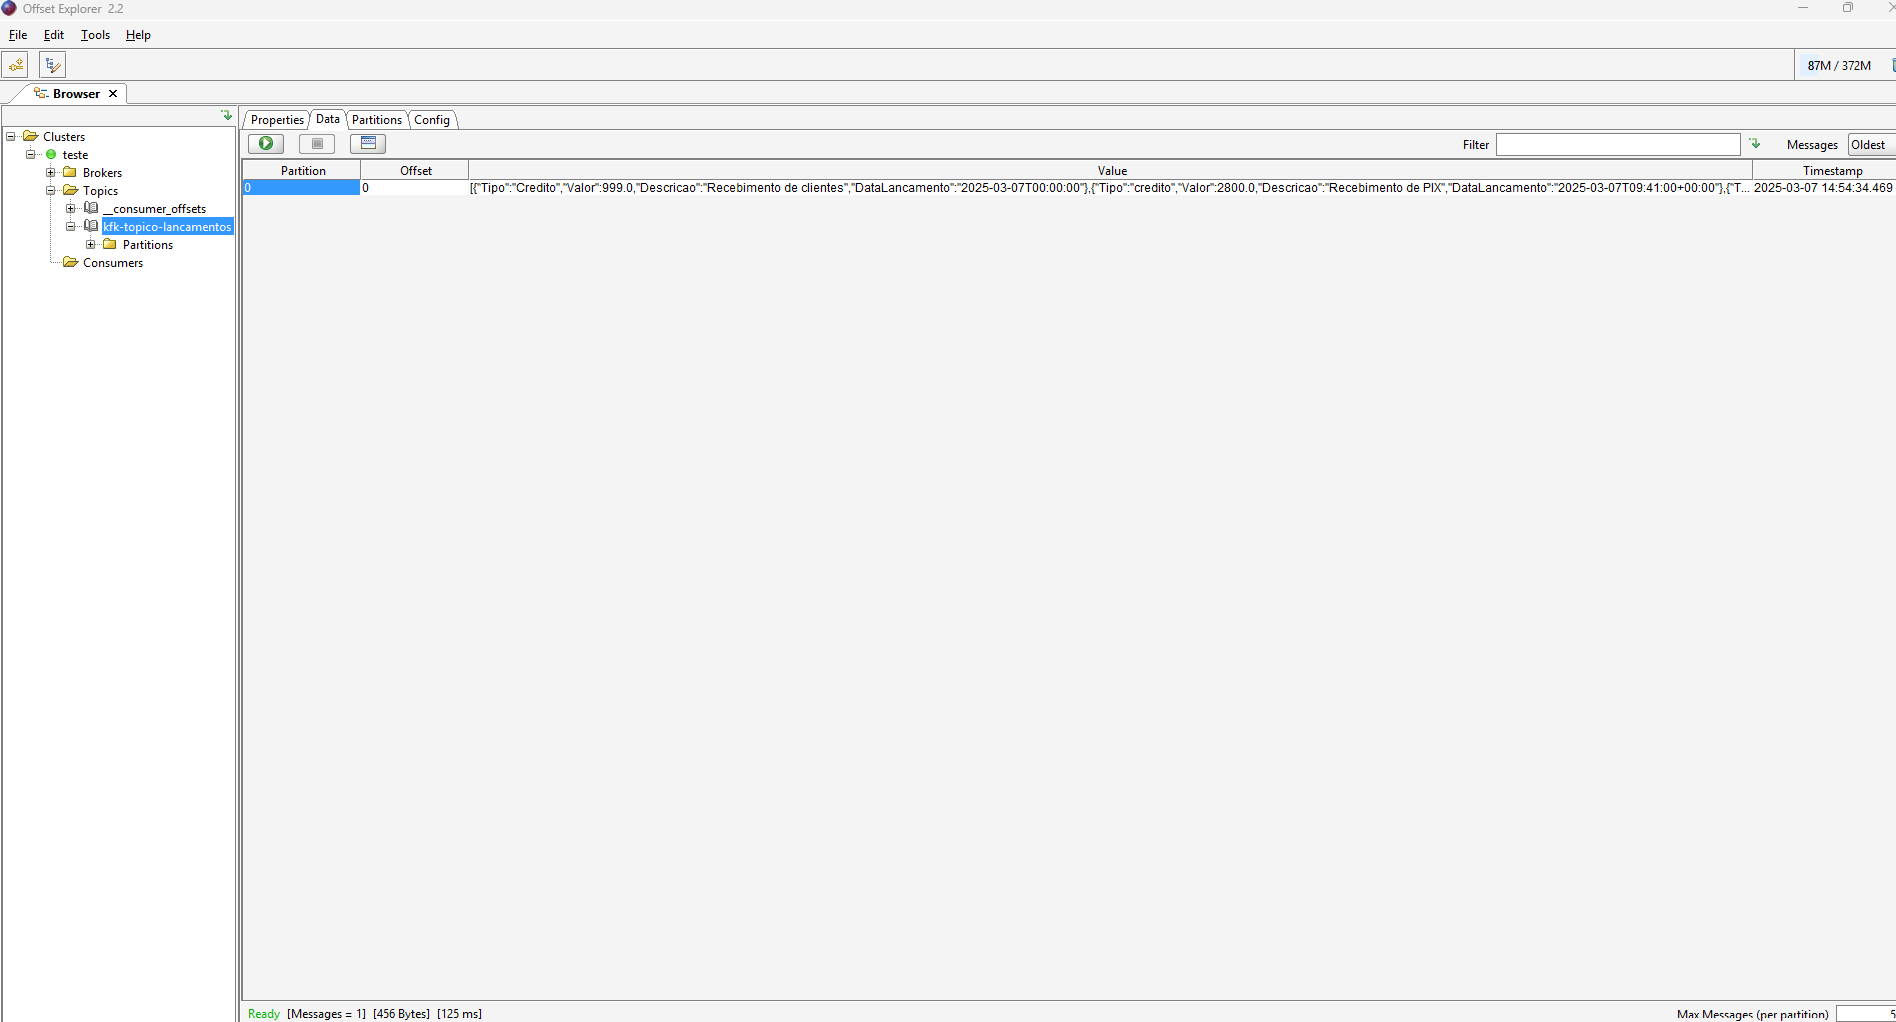 Offset Explorer 2.2
File Edit Tools Help
87M / 372M
Browser
Clusters
teste
Brokers
Topics
__consumer_offsets
kfk-topico-lancamentos
Partitions
Consumers
Properties Data Partitions Config
Filter Messages Oldest
Partition Offset Value Timestamp
0 0 [{"Tipo":"Credito","Valor":999.0,"Descricao":"Recebimento de clientes","DataLancamento":"2025-03-07T00:00:00"},{"Tipo":"credito","Valor":2800.0,"Descricao":"Recebimento de PIX","DataLancamento":"2025-03-07T09:41:00+00:00"},{"T... 2025-03-07 14:54:34.469
Ready [Messages = 1] [456 Bytes] [125 ms]
Max Messages (per partition) 5